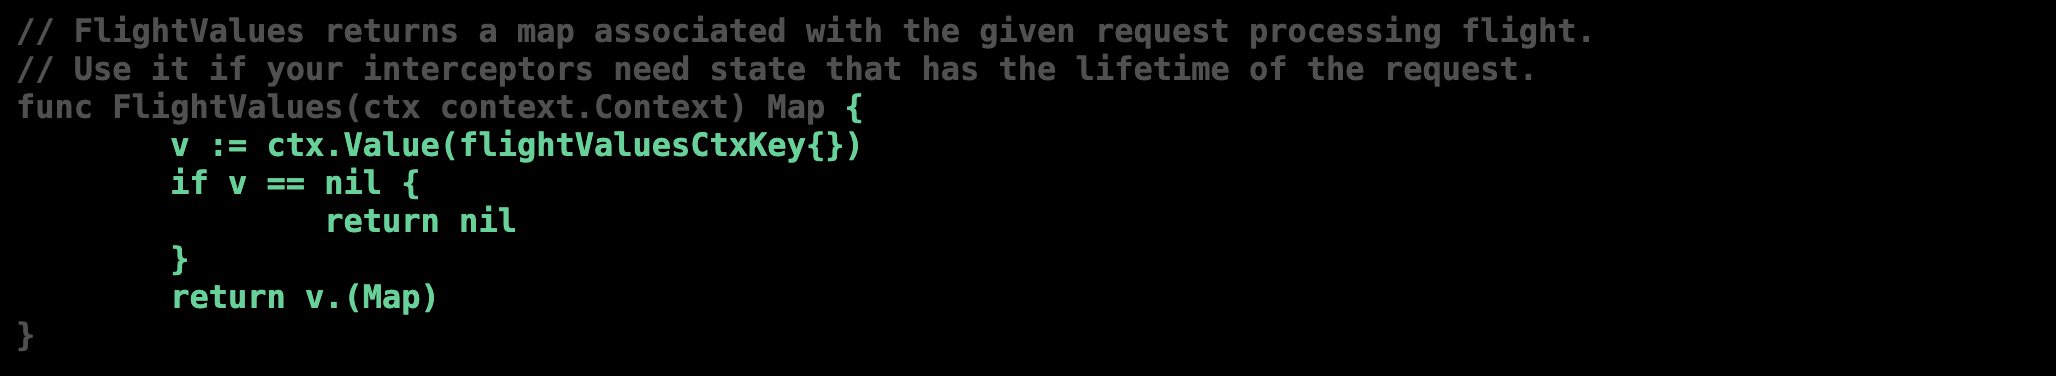 // FlightValues returns a map associated with the given request processing flight.
// Use it if your interceptors need state that has the lifetime of the request.
func FlightValues(ctx context.Context) Map {
        v := ctx.Value(flightValuesCtxKey{})
        if v == nil {
                return nil
        }
        return v.(Map)
}